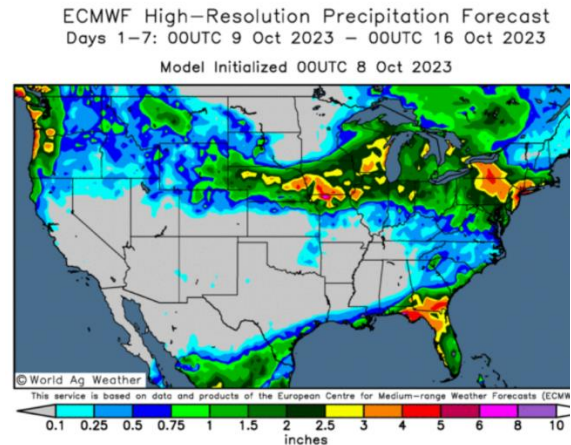 ECMWF High-Resolution Precipitation Forecast
Days 1-7: 00UTC 9 Oct 2023 - 00UTC 16 Oct 2023
Model Initialized 00UTC 8 Oct 2023
© World Ag Weather
This service is based on data and products of the European Centre for Medium-range Weather Forecasts (ECMW
0.1 0.25 0.5 0.75 1 1.5 2 2.5 3 4 5 6 8 10
inches